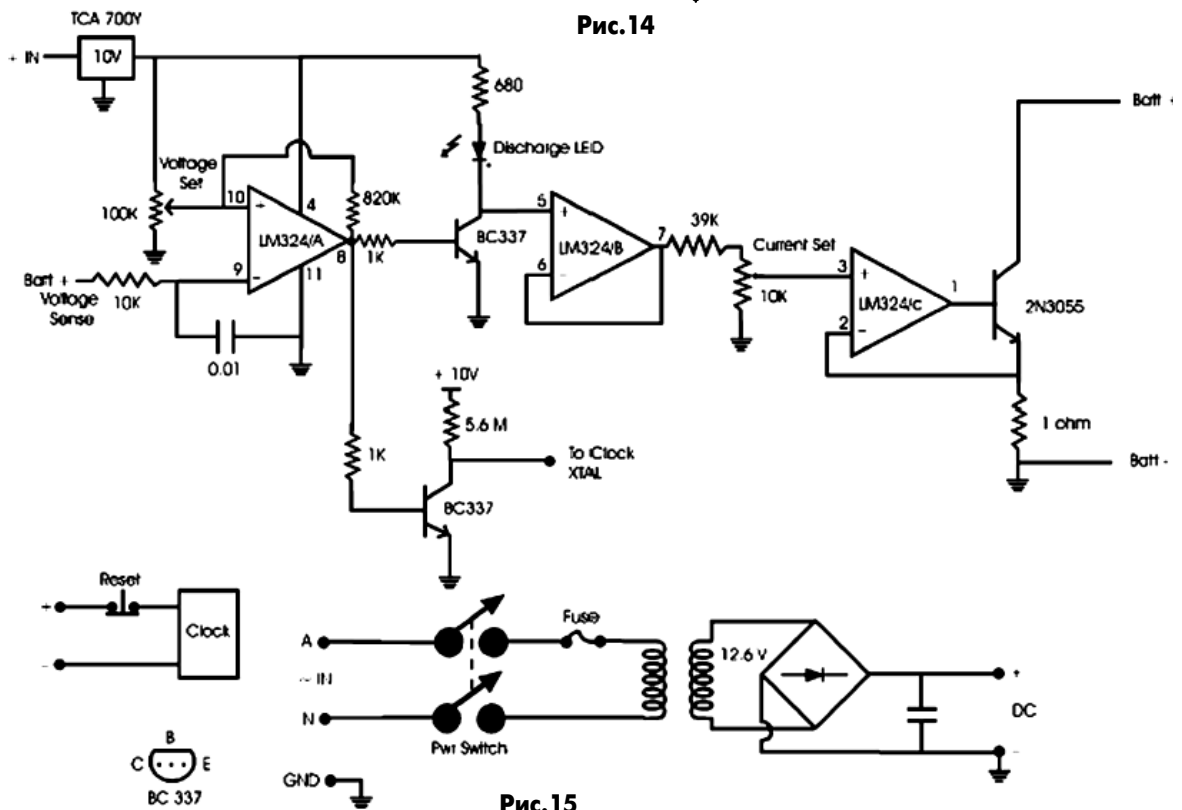 Рис.14
TCA 700Y
+ IN
10V
680
Batt +
Discharge LED
Voltage
Set
100K
10
+
4
820K
LM324/A
8
1K
BC337
9
-
11
Batt +
Voltage
Sense
10K
0.01
5
+
LM324/B
7
6
-
39K
Current Set
10K
3
+
LM324/C
1
2
-
2N3055
1 ohm
Batt -
+ 10V
5.6 M
1K
To Clock
XTAL
BC337
Reset
+
-
Clock
A
~ IN
N
Fuse
Pwr Switch
12.6 V
+
DC
-
B
C
E
BC 337
GND
Рис.15